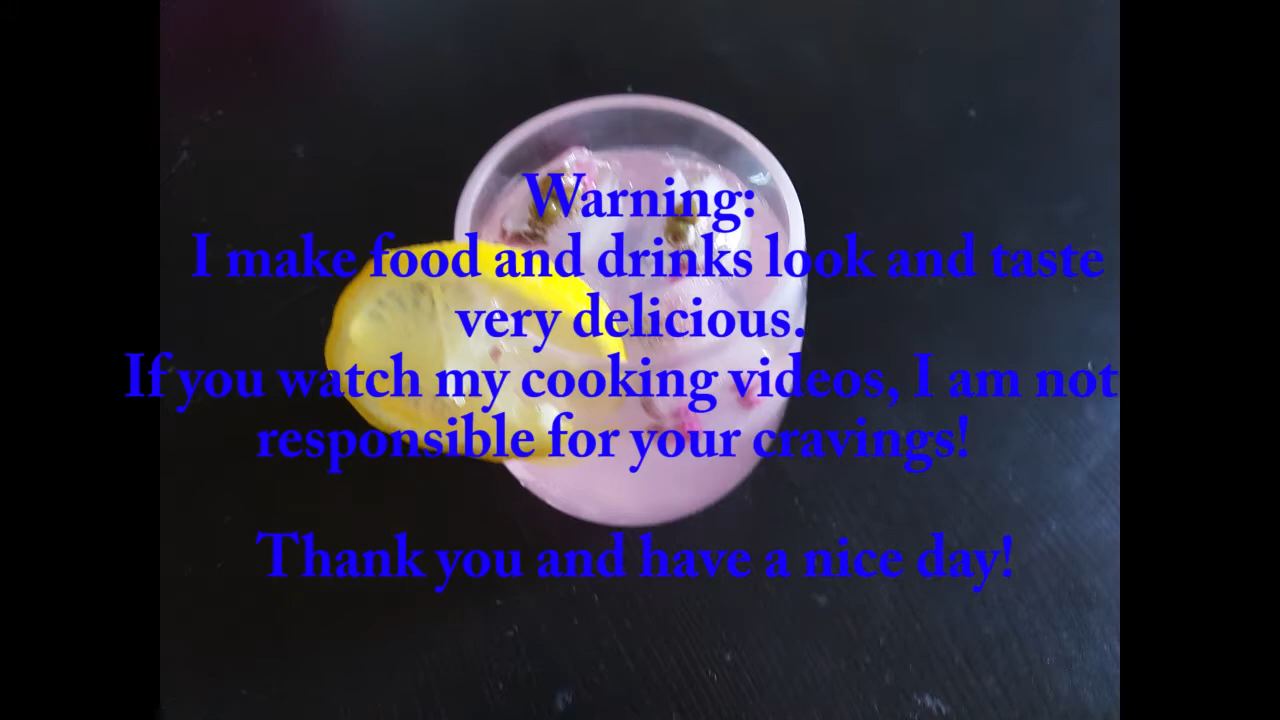 Warning:
I make food and drinks look and taste
very delicious.
If you watch my cooking videos, I am not
responsible for your cravings!
Thank you and have a nice day!